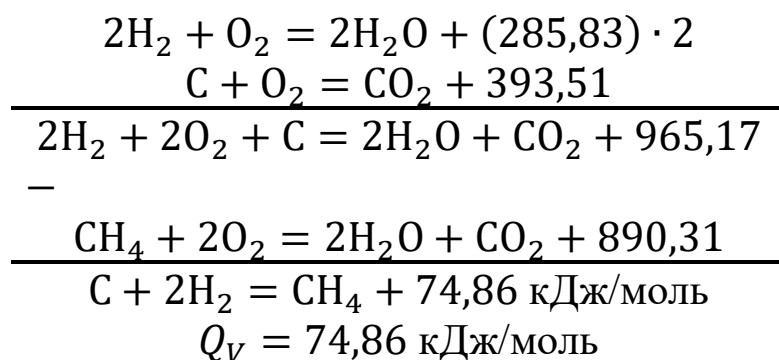 2H₂ + O₂ = 2H₂O + (285,83) · 2
C + O₂ = CO₂ + 393,51
2H₂ + 2O₂ + C = 2H₂O + CO₂ + 965,17
−
CH₄ + 2O₂ = 2H₂O + CO₂ + 890,31
C + 2H₂ = CH₄ + 74,86 кДж/моль
Q_V = 74,86 кДж/моль